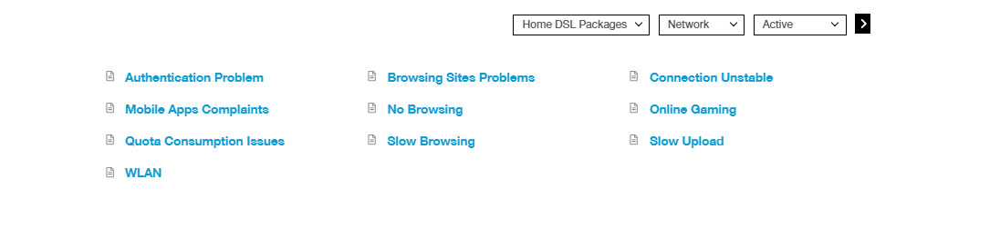 Home DSL Packages Network Active
Authentication Problem Browsing Sites Problems Connection Unstable
Mobile Apps Complaints No Browsing Online Gaming
Quota Consumption Issues Slow Browsing Slow Upload
WLAN